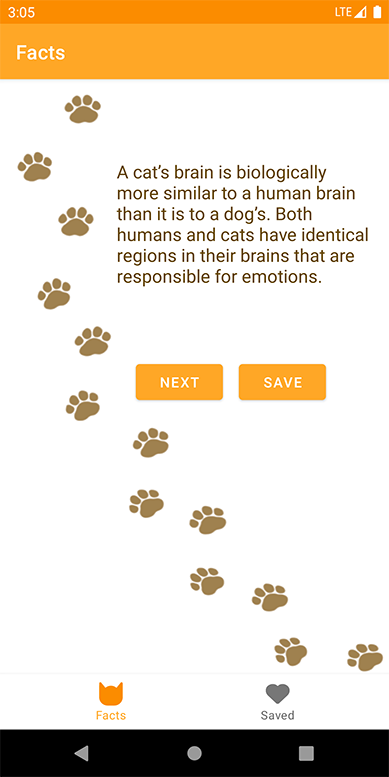 3:05
LTE
Facts
A cat’s brain is biologically
more similar to a human brain
than it is to a dog’s. Both
humans and cats have identical
regions in their brains that are
responsible for emotions.
NEXT
SAVE
Facts
Saved